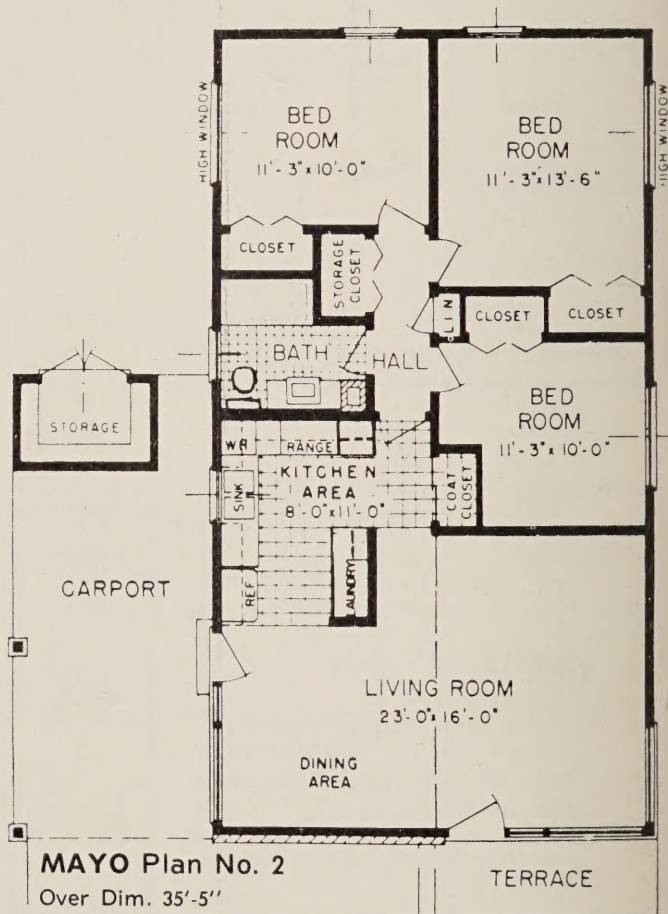 HIGH WINDOW
BED
ROOM
11'-3"x10'-0"
BED
ROOM
11'-3"x13'-6"
HIGH WINDOW
CLOSET
STORAGE
CLOSET
LIN
CLOSET
CLOSET
BATH
HALL
BED
ROOM
11'-3"x10'-0"
STORAGE
WR
RANGE
KITCHEN
AREA
8'-0"x11'-0"
SINK
COAT
CLOSET
CARPORT
REF
LAUNDRY
LIVING ROOM
23'-0"x16'-0"
DINING
AREA
MAYO Plan No. 2
Over Dim. 35'-5"
TERRACE